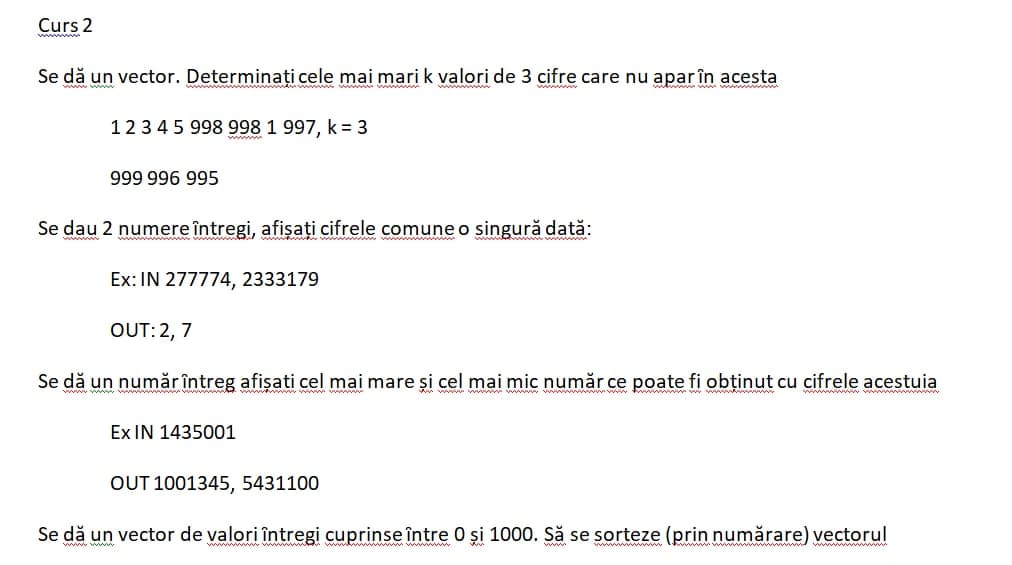 Curs 2
Se dă un vector. Determinați cele mai mari k valori de 3 cifre care nu apar în acesta
1 2 3 4 5 998 998 1 997, k = 3
999 996 995
Se dau 2 numere întregi, afișați cifrele comune o singură dată:
Ex: IN 277774, 2333179
OUT: 2, 7
Se dă un număr întreg afișati cel mai mare și cel mai mic număr ce poate fi obținut cu cifrele acestuia
Ex IN 1435001
OUT 1001345, 5431100
Se dă un vector de valori întregi cuprinse între 0 și 1000. Să se sorteze (prin numărare) vectorul